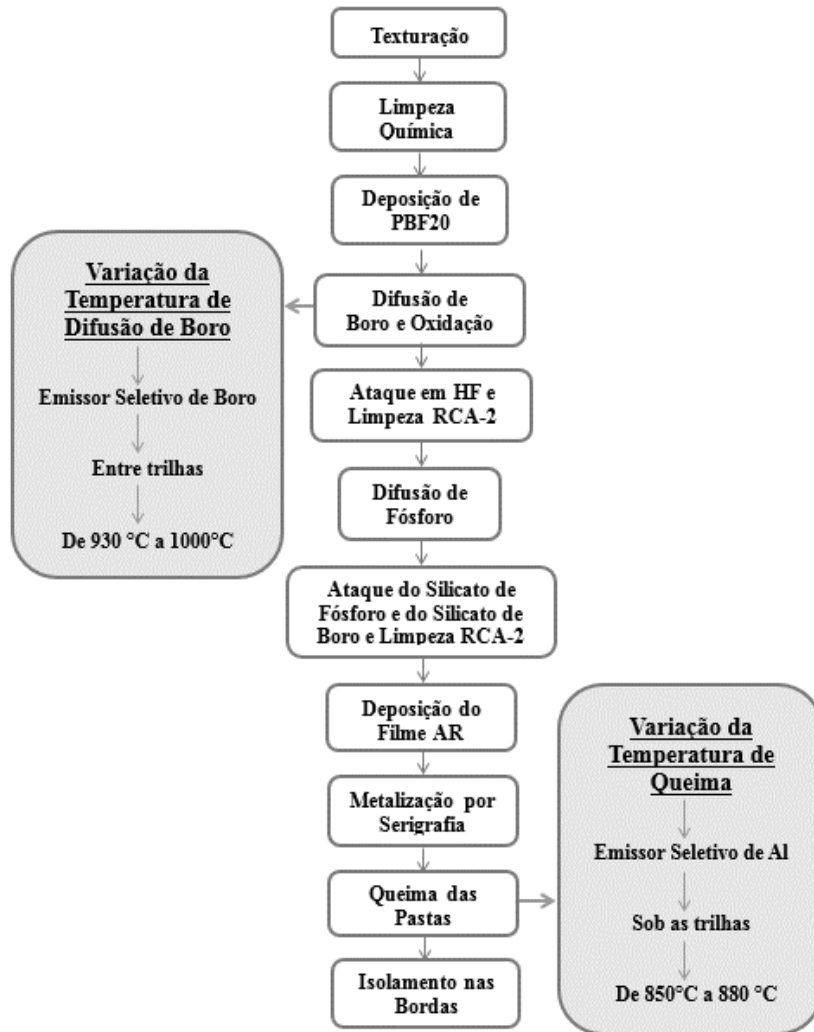 Texturação
Limpeza
Química
Deposição de
PBF20
Variação da
Temperatura de
Difusão de Boro
Emissor Seletivo de Boro
Entre trilhas
De 930 °C a 1000°C
Difusão de
Boro e Oxidação
Ataque em HF e
Limpeza RCA-2
Difusão de
Fósforo
Ataque do Silicato de
Fósforo e do Silicato de
Boro e Limpeza RCA-2
Deposição do
Filme AR
Metalização por
Serigrafia
Queima das
Pastas
Variação da
Temperatura de
Queima
Emissor Seletivo de Al
Sob as trilhas
De 850°C a 880 °C
Isolamento nas
Bordas